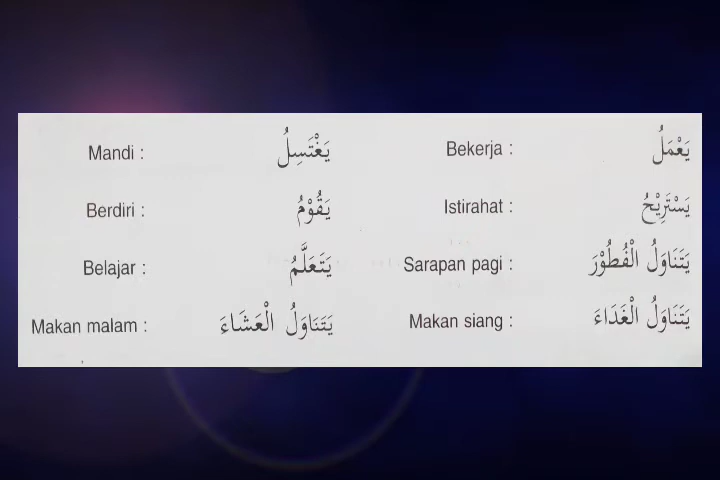 يَعْمَلُ : Bekerja
يَغْتَسِلُ : Mandi
يَسْتَرِيْحُ : Istirahat
يَقُوْمُ : Berdiri
يَتَنَاوَلُ الْفُطُوْرَ : Sarapan pagi
يَتَعَلَّمُ : Belajar
يَتَنَاوَلُ الْغَدَاءَ : Makan siang
يَتَنَاوَلُ الْعَشَاءَ : Makan malam